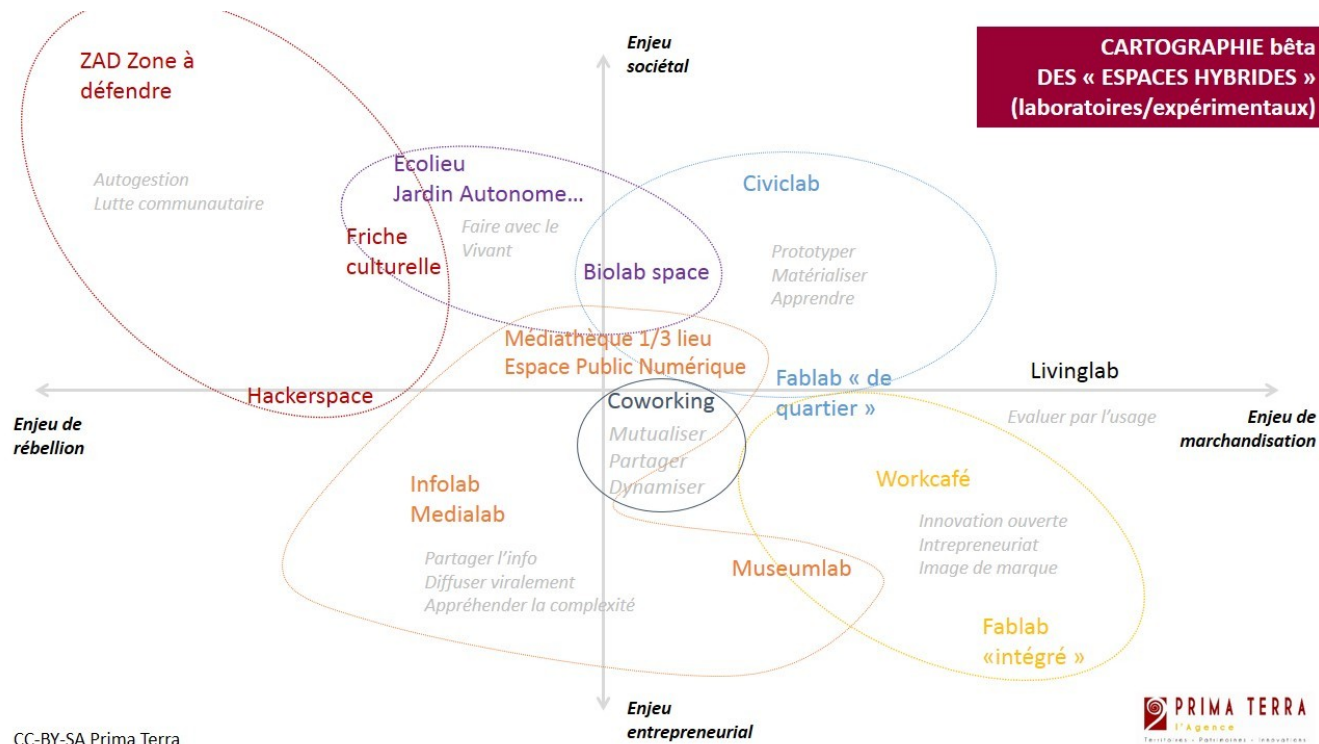 ZAD Zone à
défendre
Enjeu
sociétal
CARTOGRAPHIE bêta
DES « ESPACES HYBRIDES »
(laboratoires/expérimentaux)
Autogestion
Lutte communautaire
Ecolieu
Jardin Autonome...
Faire avec le
Vivant
Civiclab
Friche
culturelle
Biolab space
Prototyper
Matérialiser
Apprendre
Médiathèque 1/3 lieu
Espace Public Numérique
Hackerspace
Fablab « de
quartier »
Livinglab
Enjeu de
rébellion
Coworking
Mutualiser
Partager
Dynamiser
Evaluer par l'usage
Enjeu de
marchandisation
Infolab
Medialab
Partager l'info
Diffuser viralement
Appréhender la complexité
Workcafé
Innovation ouverte
Intrepreneuriat
Image de marque
Museumlab
Fablab
«intégré »
Enjeu
entrepreneurial
CC-BY-SA Prima Terra
PRIMA TERRA
l'Agence
Territoires - Patrimoines - Innovations